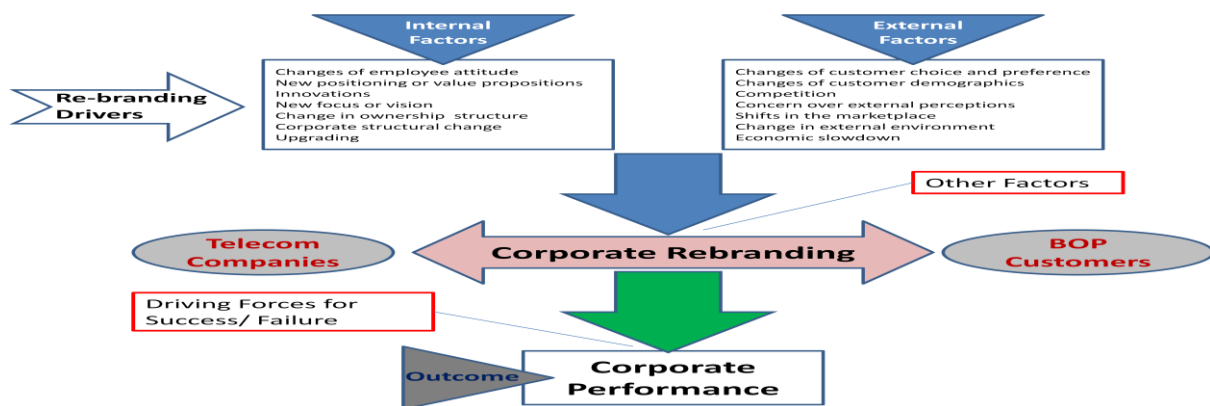 Internal
Factors
External
Factors
Re-branding
Drivers
Changes of employee attitude
New positioning or value propositions
Innovations
New focus or vision
Change in ownership structure
Corporate structural change
Upgrading
Changes of customer choice and preference
Changes of customer demographics
Competition
Concern over external perceptions
Shifts in the marketplace
Change in external environment
Economic slowdown
Other Factors
Telecom
Companies
Corporate Rebranding
BOP
Customers
Driving Forces for
Success/ Failure
Outcome
Corporate
Performance